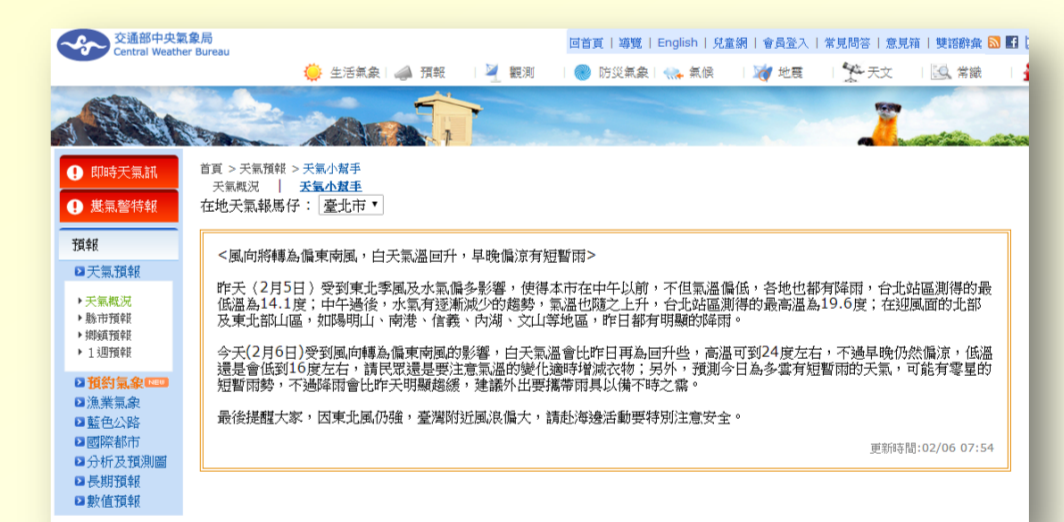 交通部中央氣象局
Central Weather Bureau
回首頁 | 導覽 | English | 兒童網 | 會員登入 | 常見問答 | 意見箱 | 雙語辭彙
生活氣象 | 預報 | 觀測 | 防災氣象 | 氣候 | 地震 | 天文 | 常識
即時天氣訊
首頁 > 天氣預報 > 天氣小幫手
天氣概況 | 天氣小幫手
警特報
在地天氣報馬仔： 臺北市
預報
天氣預報
天氣概況
縣市預報
鄉鎮預報
1週預報
預約氣象 NEW
漁業氣象
藍色公路
國際都市
分析及預測圖
長期預報
數值預報
<風向將轉為偏東南風，白天氣溫回升，早晚偏涼有短暫雨>
昨天（2月5日）受到東北季風及水氣偏多影響，使得本市在中午以前，不但氣溫偏低，各地也都有降雨，台北站區測得的最
低溫為14.1度；中午過後，水氣有逐漸減少的趨勢，氣溫也隨之上升，台北站區測得的最高溫為19.6度；在迎風面的北部
及東北部山區，如陽明山、南港、信義、內湖、文山等地區，昨日都有明顯的降雨。
今天(2月6日)受到風向轉為偏東南風的影響，白天氣溫會比昨日再為回升些，高溫可到24度左右，不過早晚仍然偏涼，低溫
還是會低到16度左右，請民眾還是要注意氣溫的變化適時增減衣物；另外，預測今日為多雲有短暫雨的天氣，可能有零星的
短暫雨勢，不過降雨會比昨天明顯趨緩，建議外出要攜帶雨具以備不時之需。
最後提醒大家，因東北風仍強，臺灣附近風浪偏大，請赴海邊活動要特別注意安全。
更新時間:02/06 07:54